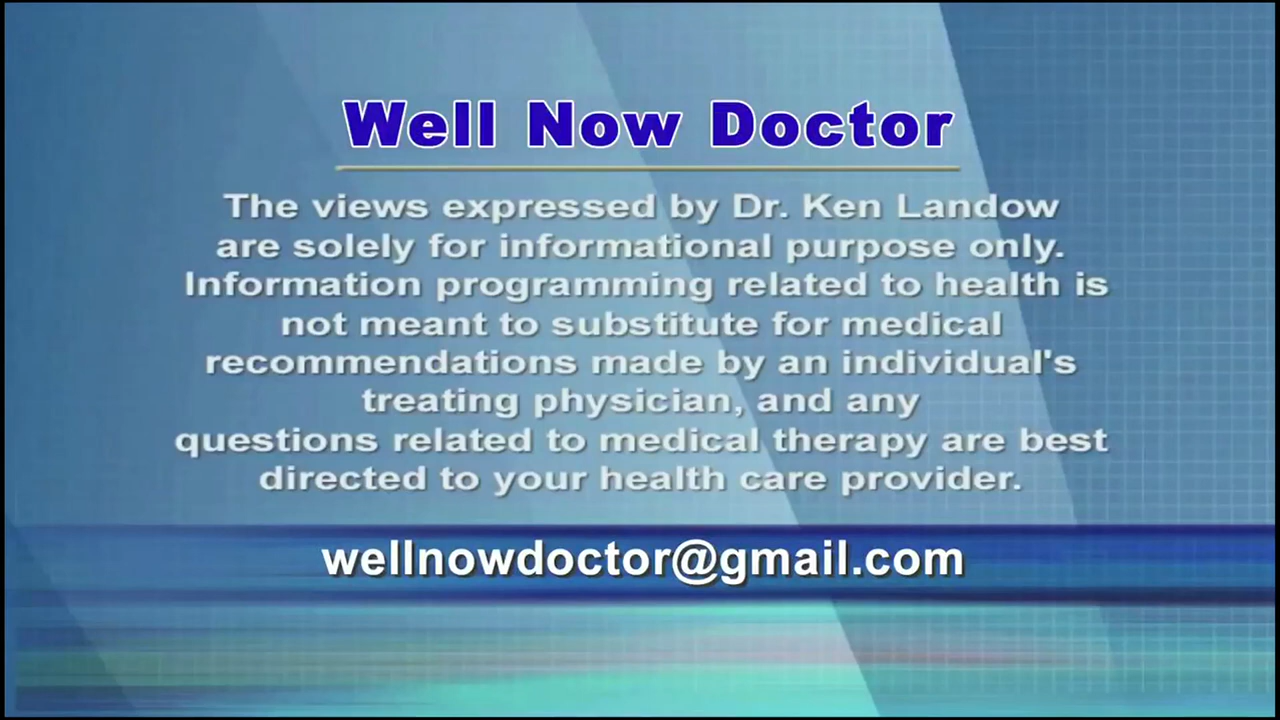 Well Now Doctor
The views expressed by Dr. Ken Landow
are solely for informational purpose only.
Information programming related to health is
not meant to substitute for medical
recommendations made by an individual's
treating physician, and any
questions related to medical therapy are best
directed to your health care provider.
wellnowdoctor@gmail.com